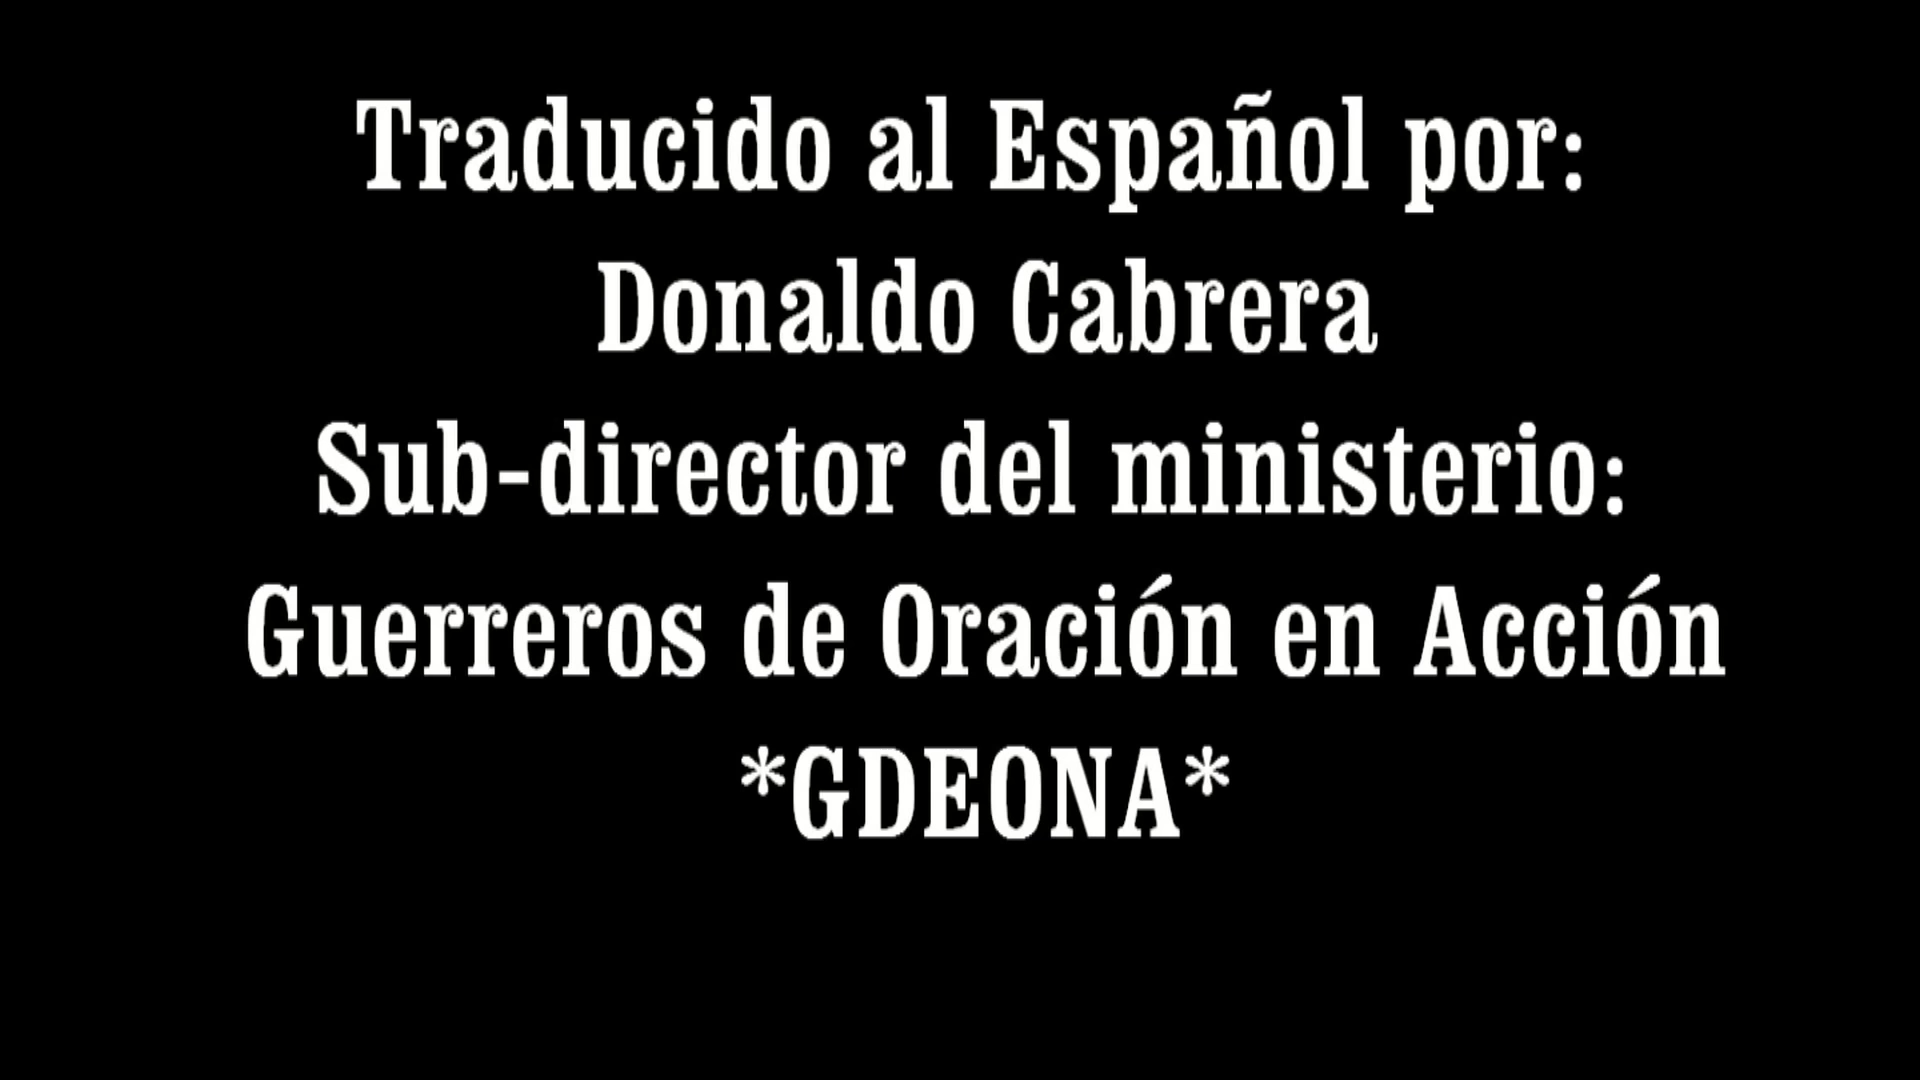 Traducido al Español por:
Donaldo Cabrera
Sub-director del ministerio:
Guerreros de Oración en Acción
*GDEONA*